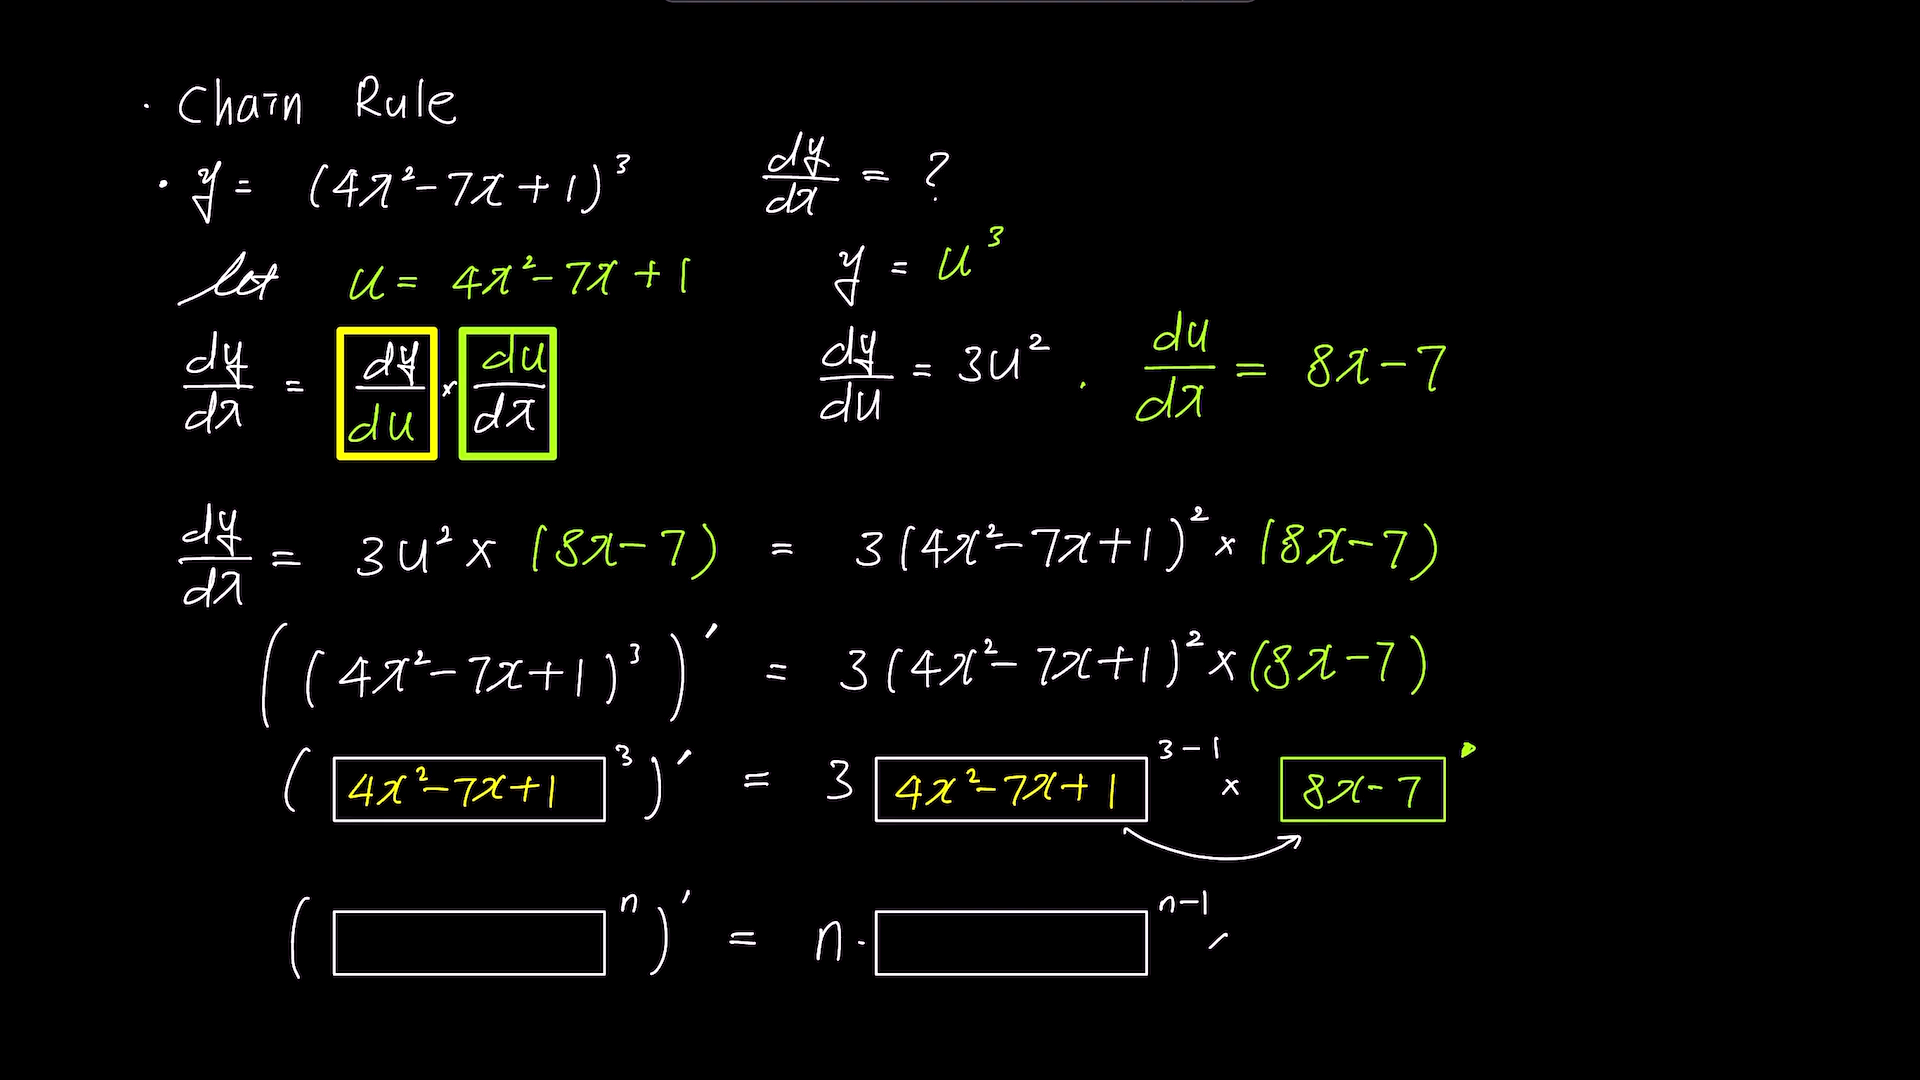 · Chain Rule
· y = (4x²-7x+1)³ dy/dx = ?
let u = 4x²-7x+1 y = u³
dy/dx = dy/du × du/dx dy/du = 3u² . du/dx = 8x-7
dy/dx = 3u² × (8x-7) = 3(4x²-7x+1)² × (8x-7)
((4x²-7x+1)³)′ = 3(4x²-7x+1)² × (8x-7)
(4x²-7x+1 ³)′ = 3 4x²-7x+1 ³⁻¹ × 8x-7
( ⁿ)′ = n· ⁿ⁻¹